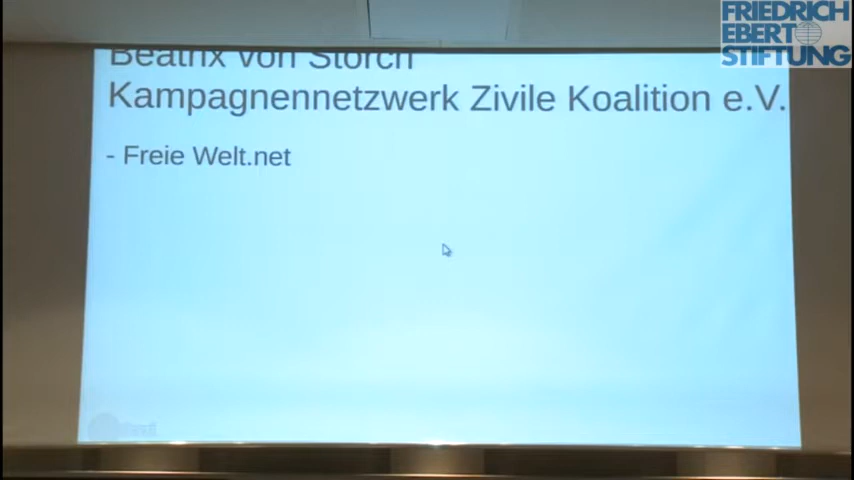 FRIEDRICH
EBERT
STIFTUNG
Beatrix von Storch
Kampagnennetzwerk Zivile Koalition e.V.
- Freie Welt.net